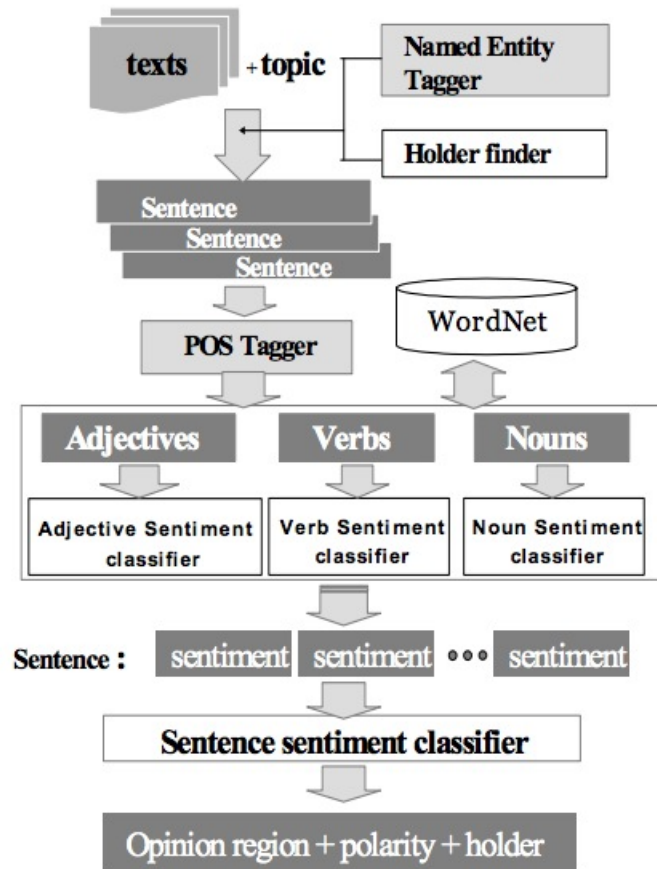 texts + topic
Named Entity
Tagger
Holder finder
Sentence
Sentence
Sentence
POS Tagger
WordNet
Adjectives
Verbs
Nouns
Adjective Sentiment
classifier
Verb Sentiment
classifier
Noun Sentiment
classifier
Sentence : sentiment sentiment ••• sentiment
Sentence sentiment classifier
Opinion region + polarity + holder